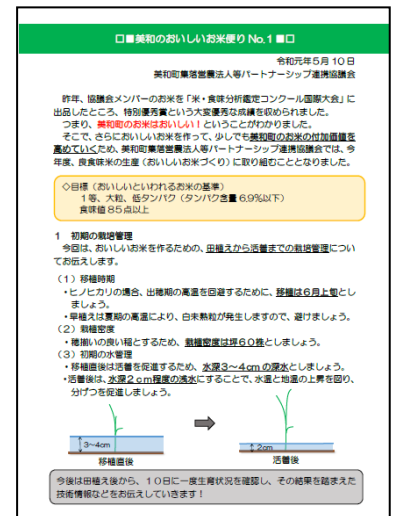 □■美和のおいしいお米便り No.1 ■□
令和元年５月 10 日
美和町集落営農法人等パートナーシップ連携協議会
昨年、協議会メンバーのお米を「米・食味分析鑑定コンクール国際大会」に
出品したところ、特別優秀賞という大変優秀な成績を収められました。
つまり、美和町のお米はおいしい！ということがわかりました。
そこで、さらにおいしいお米を作って、少しでも美和町のお米の付加価値を
高めていくため、美和町集落営農法人等パートナーシップ連携協議会では、今
年度、良食味米の生産（おいしいお米づくり）に取り組むこととなりました。
◇目標（おいしいといわれるお米の基準）
１等、大粒、低タンパク（タンパク含量 6.9％以下）
食味値 85 点以上
１ 初期の栽培管理
今回は、おいしいお米を作るための、田植えから活着までの栽培管理につい
てお伝えします。
（１）移植時期
・ヒノヒカリの場合、出穂期の高温を回避するために、移植は６月上旬とし
ましょう。
・早植えは夏期の高温により、白未熟粒が発生しますので、避けましょう。
（２）栽植密度
・穂揃いの良い稲とするため、栽植密度は坪６０株としましょう。
（３）初期の水管理
・移植直後は活着を促進するため、水深３～４cm の深水としましょう。
・活着後は、水深２ｃｍ程度の浅水にすることで、水温と地温の上昇を図り、
分げつを促進しましょう。
3～4cm
2cm
移植直後
活着後
今後は田植え後から、１０日に一度生育状況を確認し、その結果を踏まえた
技術情報などをお伝えしていきます！